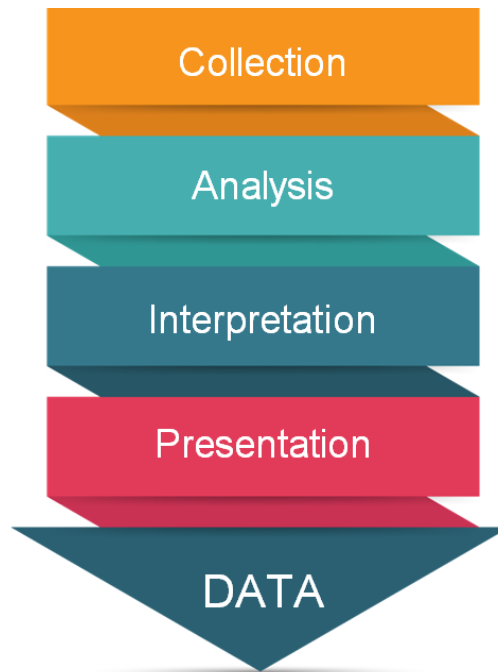 Collection
Analysis
Interpretation
Presentation
DATA